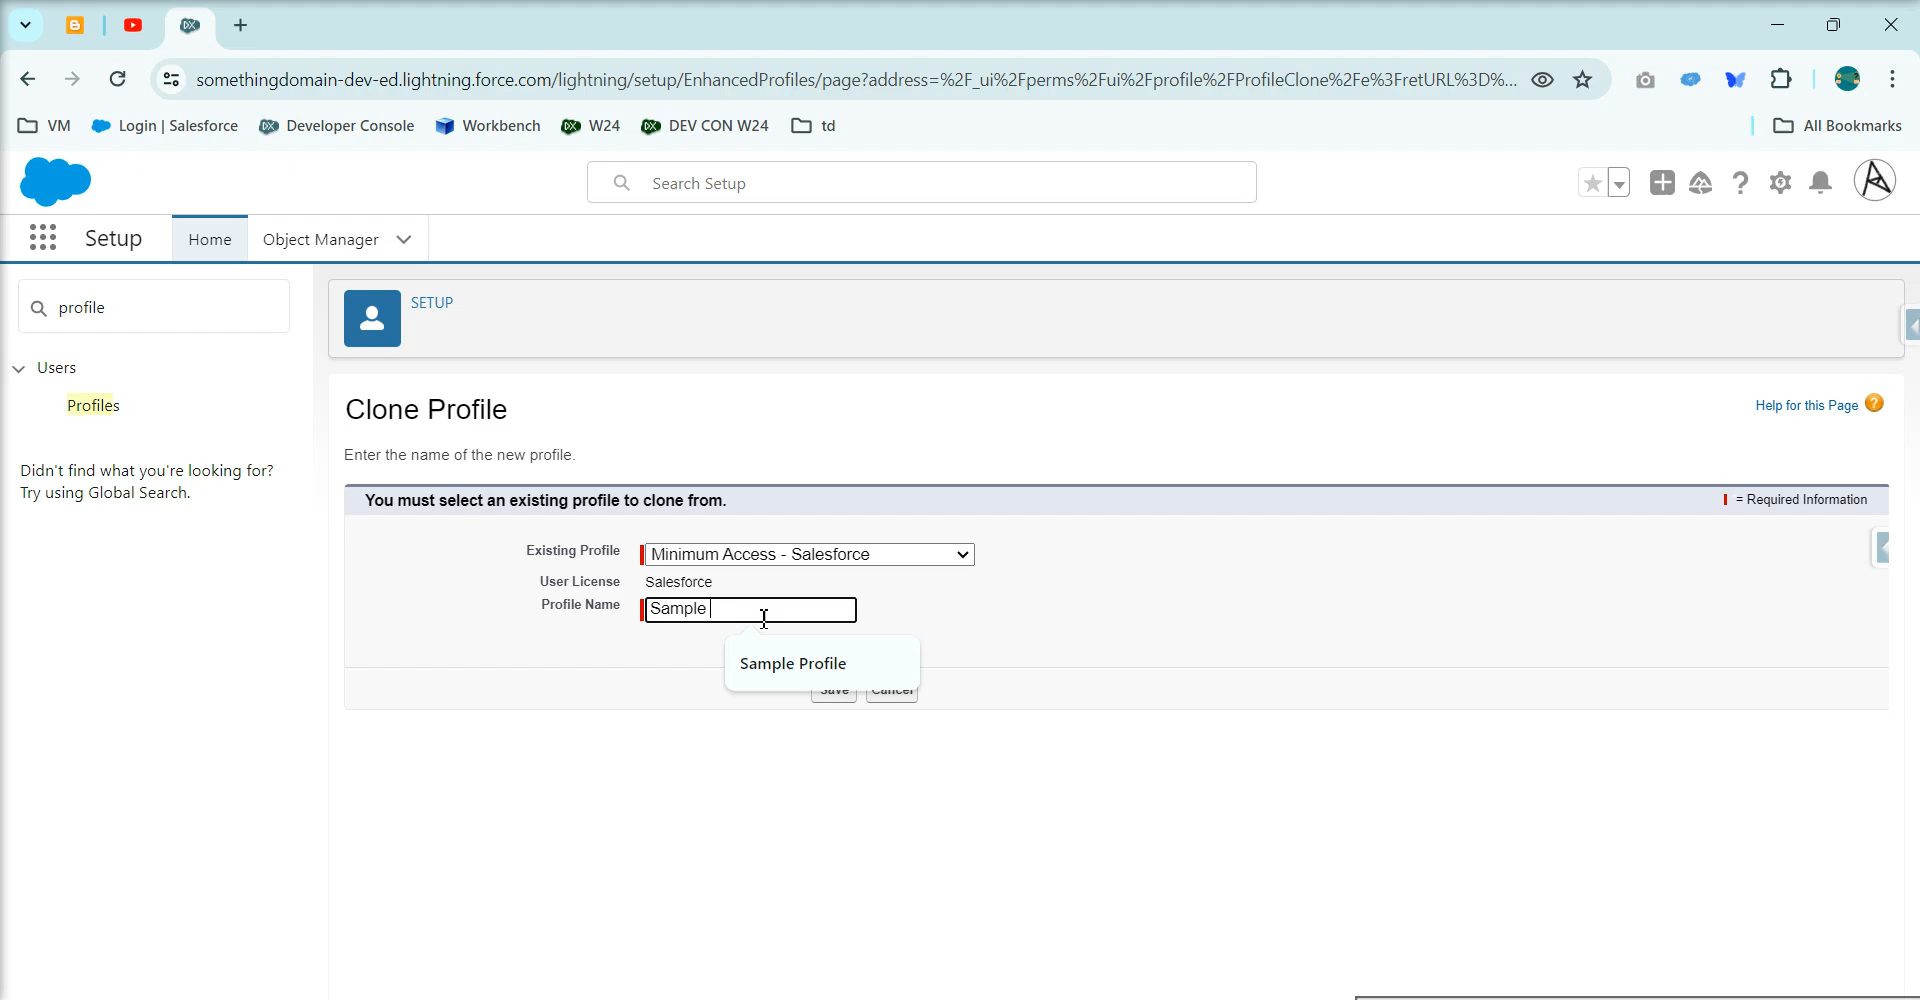 somethingdomain-dev-ed.lightning.force.com/lightning/setup/EnhancedProfiles/page?address=%2F_ui%2Fperms%2Fui%2Fprofile%2FProfileClone%2Fe%3FretURL%3D%...
VM Login | Salesforce Developer Console Workbench W24 DEV CON W24 td All Bookmarks
Search Setup
Setup Home Object Manager
profile
SETUP
Users
Profiles
Didn't find what you're looking for?
Try using Global Search.
Clone Profile
Help for this Page ?
Enter the name of the new profile.
You must select an existing profile to clone from.
= Required Information
Existing Profile Minimum Access - Salesforce
User License Salesforce
Profile Name Sample
Sample Profile
Save Cancel